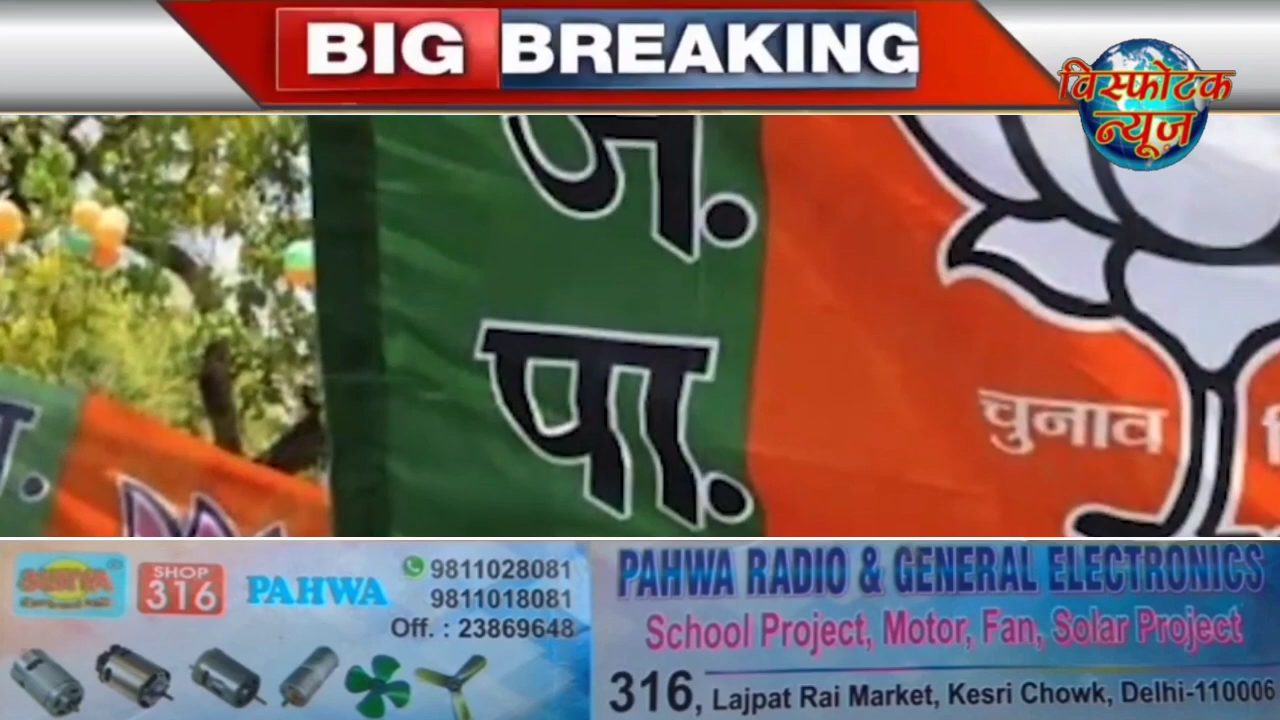 BIG BREAKING
विस्फोटक
न्यूज़
ज.
पा.
चुनाव
SHOP
316
PAHWA
9811028081
9811018081
Off. : 23869648
PAHWA RADIO & GENERAL ELECTRONICS
School Project, Motor, Fan, Solar Project
316, Lajpat Rai Market, Kesri Chowk, Delhi-110006